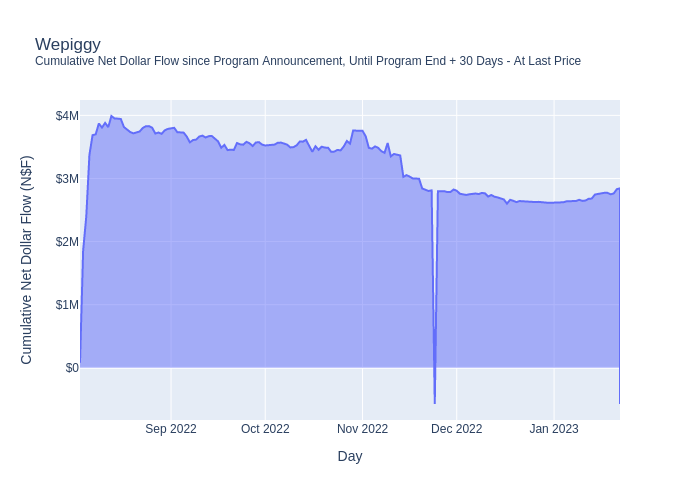 Wepiggy
Cumulative Net Dollar Flow since Program Announcement, Until Program End + 30 Days - At Last Price
Cumulative Net Dollar Flow (N$F)
$4M
$3M
$2M
$1M
$0
Sep 2022
Oct 2022
Nov 2022
Dec 2022
Jan 2023
Day